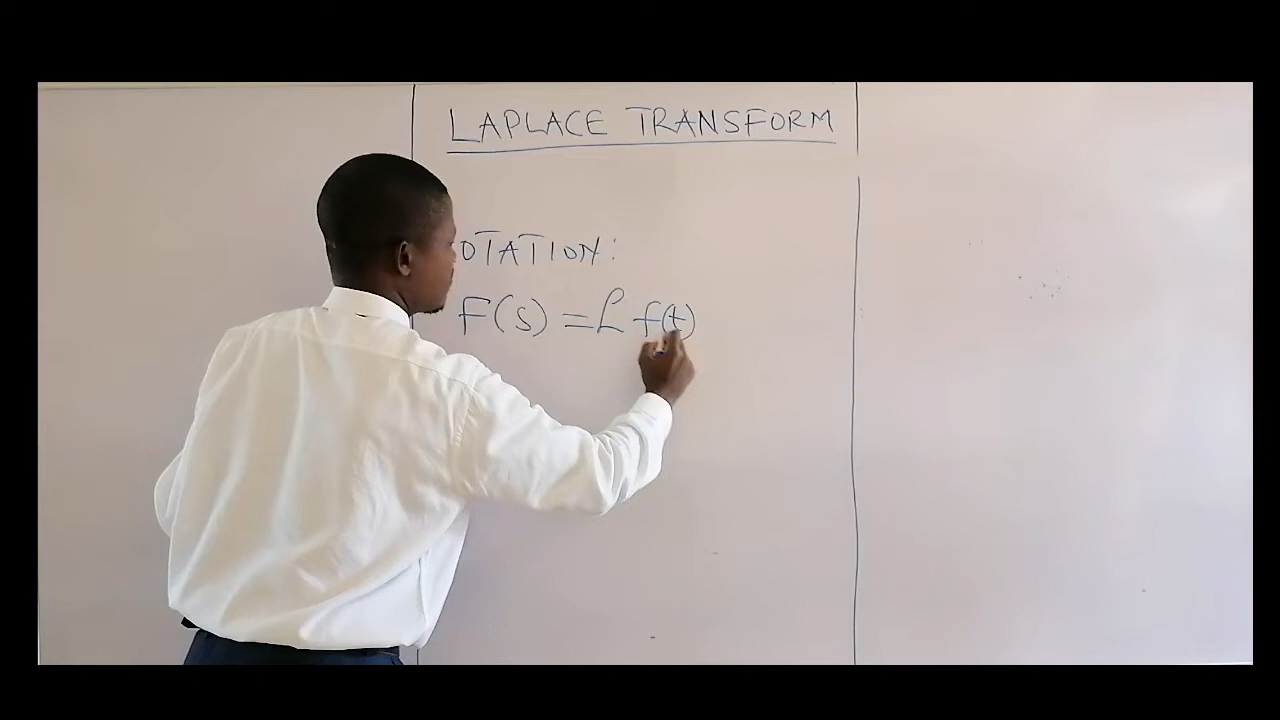 LAPLACE TRANSFORM
OTATION:
F(s) = ℒ f(t)